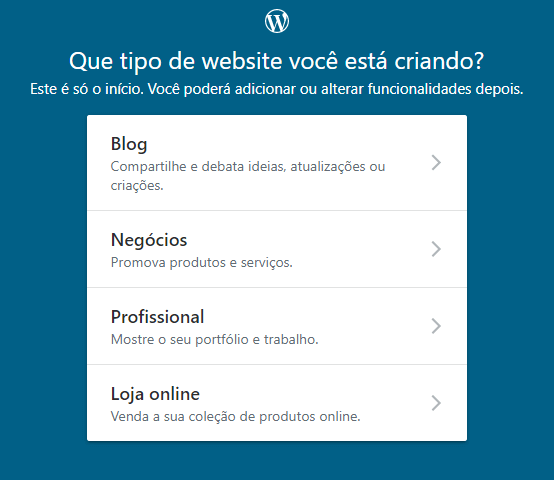 Que tipo de website você está criando?
Este é só o início. Você poderá adicionar ou alterar funcionalidades depois.
Blog
Compartilhe e debata ideias, atualizações ou
criações.
Negócios
Promova produtos e serviços.
Profissional
Mostre o seu portfólio e trabalho.
Loja online
Venda a sua coleção de produtos online.